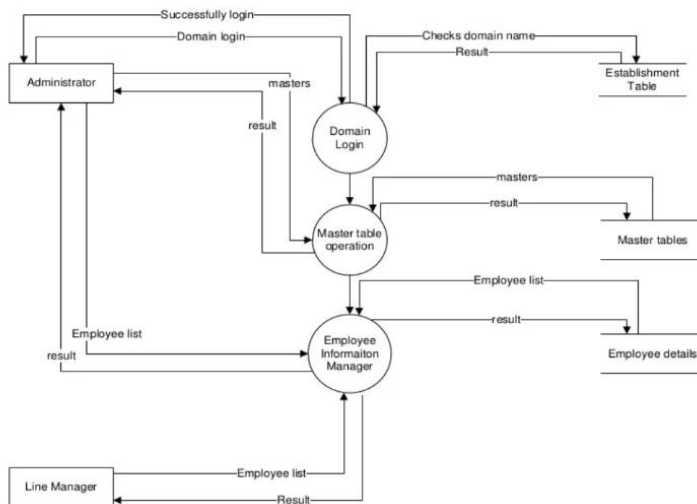 Successfully login
Domain login
Checks domain name
Result
Administrator
masters
Establishment
Table
result
Domain
Login
masters
result
Master table
operation
Master tables
Employee list
result
Employee list
result
Employee
Informaiton
Manager
Employee details
Line Manager
Employee list
Result